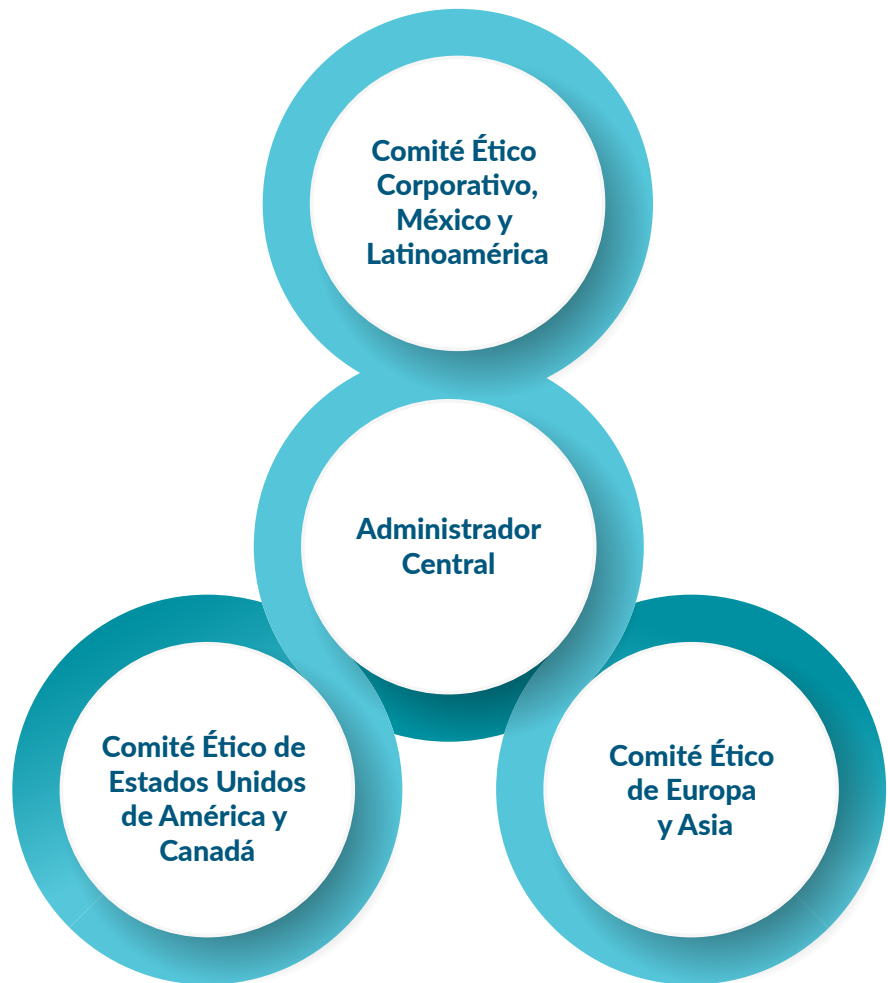 Comité Ético
Corporativo,
México y
Latinoamérica
Administrador
Central
Comité Ético de
Estados Unidos
de América y
Canadá
Comité Ético
de Europa
y Asia